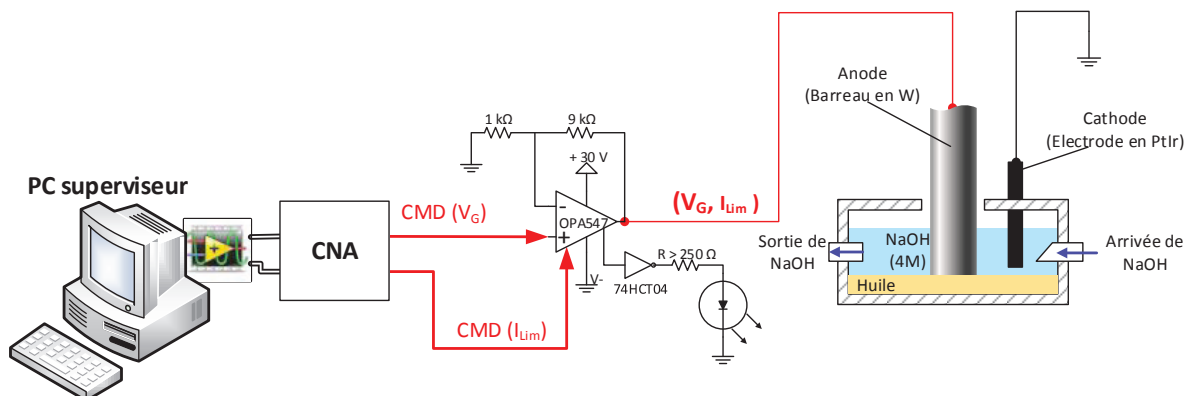 PC superviseur
CNA
CMD (VG)
CMD (ILim)
1 kΩ
9 kΩ
+ 30 V
-
OPA547
+
V-
74HCT04
R > 250 Ω
(VG, ILim )
Anode
(Barreau en W)
Cathode
(Electrode en PtIr)
Sortie de
NaOH
NaOH
(4M)
Huile
Arrivée de
NaOH